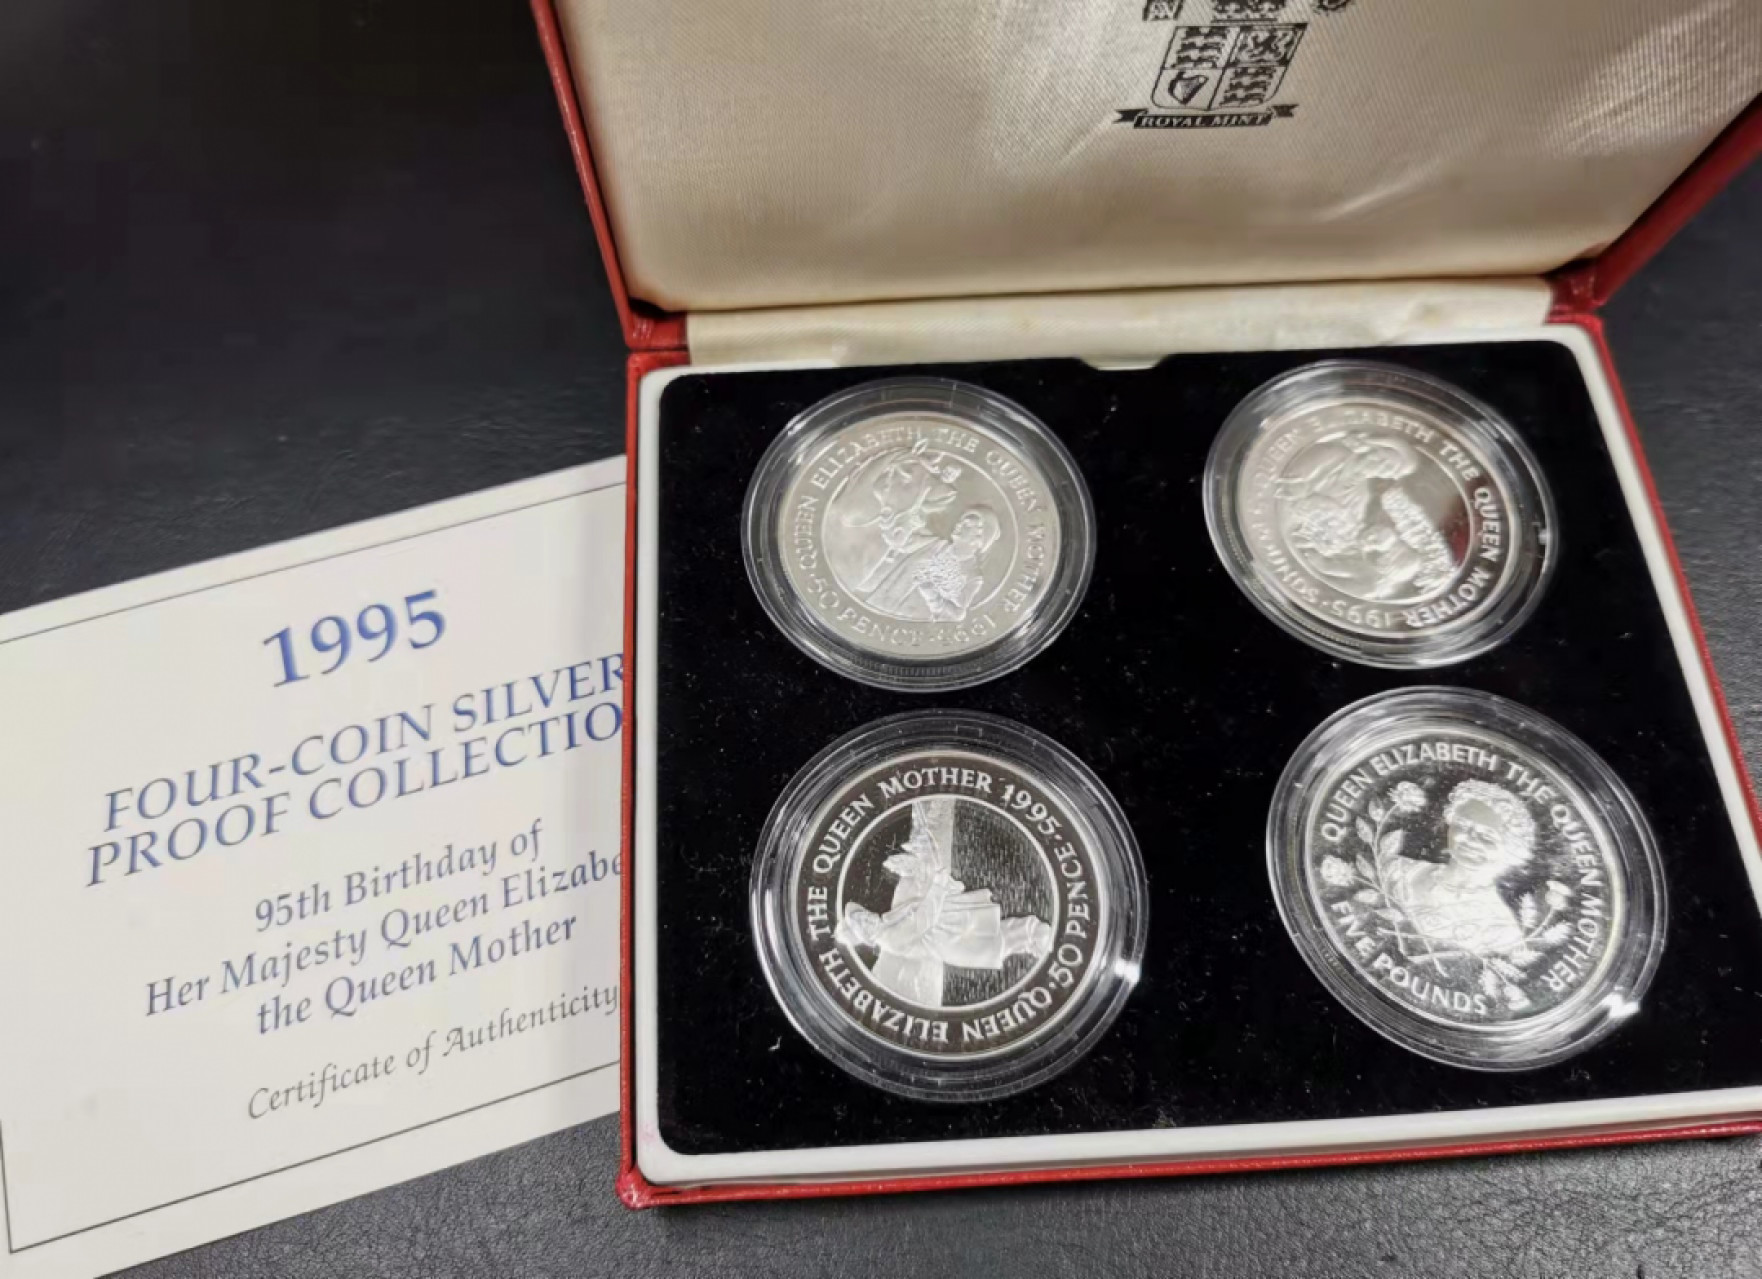 ROYAL MINT
1995
FOUR-COIN SILVER
PROOF COLLECTIO
95th Birthday of
Her Majesty Queen Elizabe
the Queen Mother
Certificate of Authenticity
· QUEEN ELIZABETH THE QUEEN MOTHER 1995 · 50 PENCE
QUEEN ELIZABETH THE QUEEN MOTHER · 1995 ·
· QUEEN ELIZABETH THE QUEEN MOTHER 1995 · 50 PENCE
QUEEN ELIZABETH THE QUEEN MOTHER
FIVE POUNDS